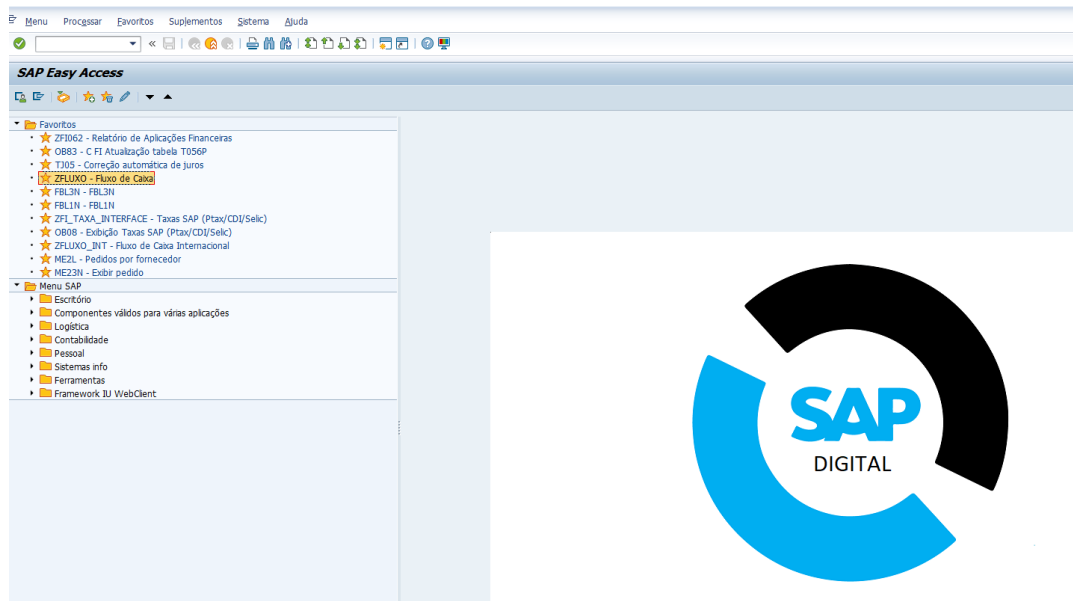 Menu Processar Favoritos Suplementos Sistema Ajuda
SAP Easy Access
Favoritos
ZFI062 - Relatório de Aplicações Financeiras
OB83 - C FI Atualização tabela T056P
TJ05 - Correção automática de juros
ZFLUXO - Fluxo de Caixa
FBL3N - FBL3N
FBL1N - FBL1N
ZFI_TAXA_INTERFACE - Taxas SAP (Ptax/CDI/Selic)
OB08 - Exibição Taxas SAP (Ptax/CDI/Selic)
ZFLUXO_INT - Fluxo de Caixa Internacional
ME2L - Pedidos por fornecedor
ME23N - Exibir pedido
Menu SAP
Escritório
Componentes válidos para várias aplicações
Logística
Contabilidade
Pessoal
Sistemas info
Ferramentas
Framework IU WebClient
SAP
DIGITAL